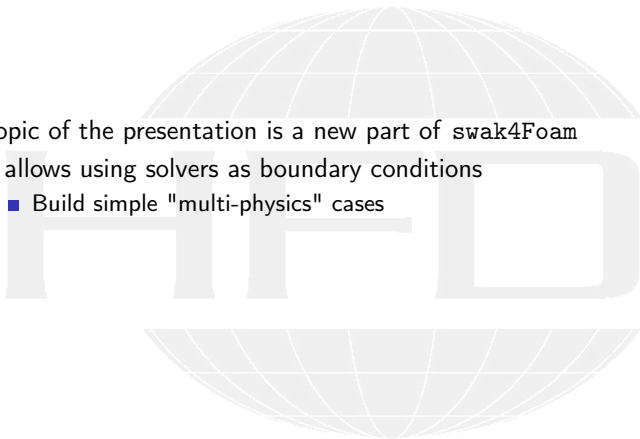 opic of the presentation is a new part of swak4Foam
allows using solvers as boundary conditions
Build simple "multi-physics" cases
HFD